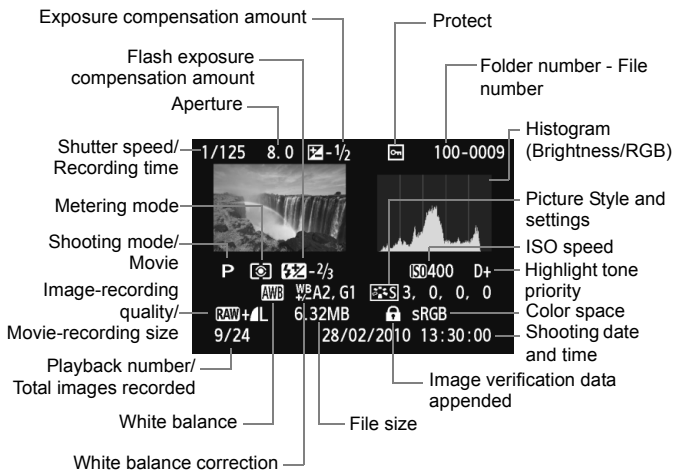 Exposure compensation amount
Protect
Flash exposure
compensation amount
Folder number - File
number
Aperture
Histogram
(Brightness/RGB)
Shutter speed/
Recording time
1/125 8.0 -1/2 100-0009
Metering mode
Picture Style and
settings
Shooting mode/
Movie
ISO speed
P -2/3 ISO400 D+
Highlight tone
priority
Image-recording
quality/
Movie-recording size
AWB WB+/-A2, G1 S 3, 0, 0, 0
RAW+L 6.32MB sRGB
Color space
9/24 28/02/2010 13:30:00
Shooting date
and time
Playback number/
Total images recorded
Image verification data
appended
White balance
File size
White balance correction